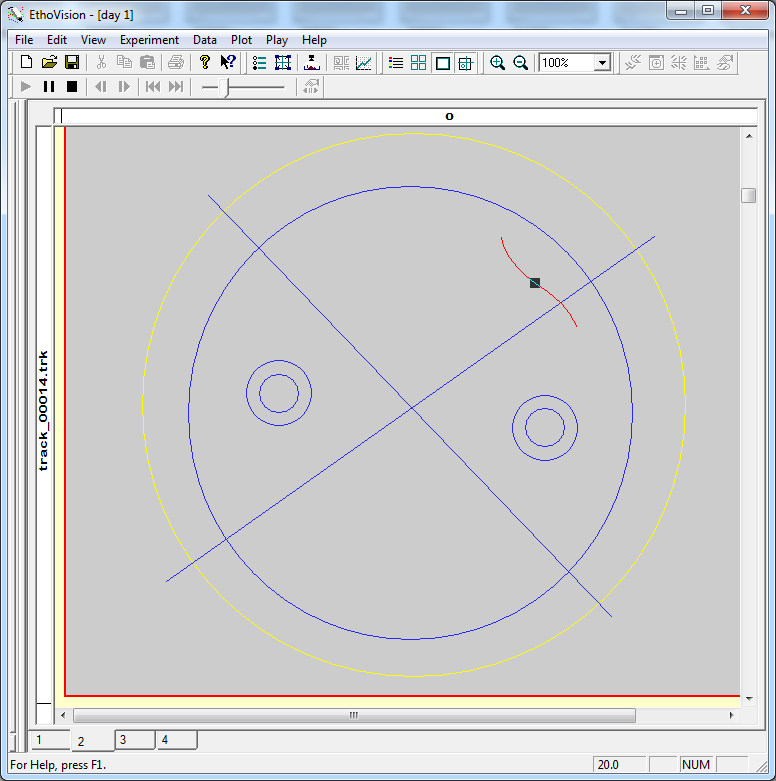 EthoVision - [day 1]
File Edit View Experiment Data Plot Play Help
100%
o
track_00014.trk
1 2 3 4
For Help, press F1.
20.0
NUM